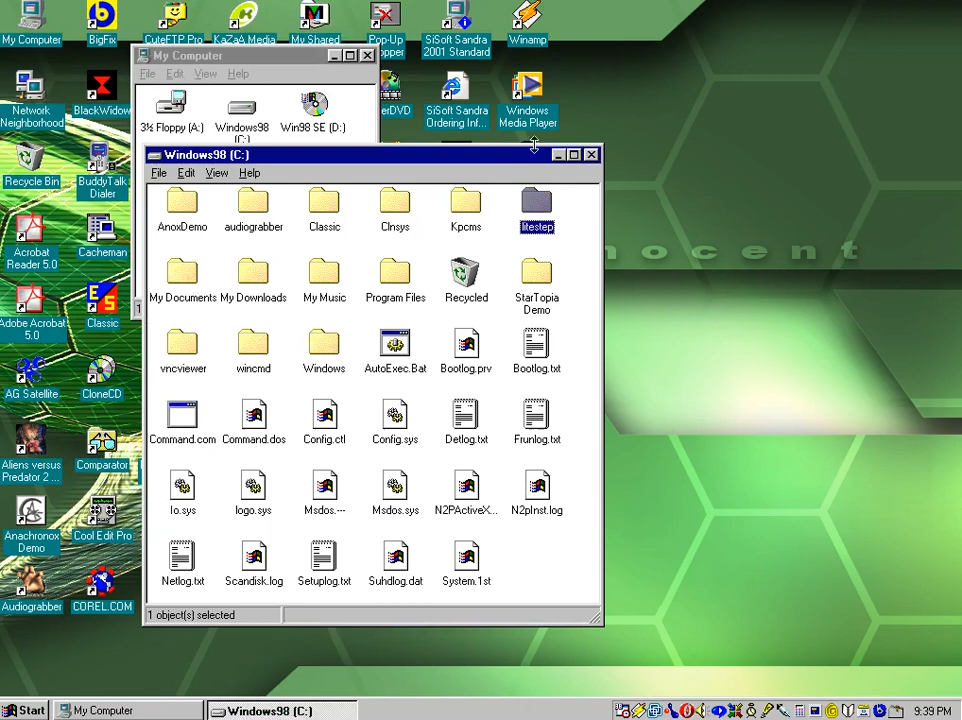 My Computer
BigFix
CuteFTP Pro
KaZaA Media
My Shared
Pop-Up
SiSoft Sandra
2001 Standard
Winamp
Network
Neighborhood
BlackWidow
SiSoft Sandra
Ordering Inf...
Windows
Media Player
Recycle Bin
BuddyTalk
Dialer
Acrobat
Reader 5.0
Cacheman
Adobe Acrobat
5.0
Classic
AG Satellite
CloneCD
Aliens versus
Predator 2 ...
Comparator
Anachronox
Demo
Cool Edit Pro
Audiograbber
COREL.COM
My Computer
File Edit View Help
3½ Floppy (A:)
Windows98
(C:)
Win98 SE (D:)
Windows98 (C:)
File Edit View Help
AnoxDemo
audiograbber
Classic
Clnsys
Kpcms
litestep
My Documents
My Downloads
My Music
Program Files
Recycled
StarTopia
Demo
vncviewer
wincmd
Windows
AutoExec.Bat
Bootlog.prv
Bootlog.txt
Command.com
Command.dos
Config.ctl
Config.sys
Detlog.txt
Frunlog.txt
Io.sys
logo.sys
Msdos.---
Msdos.sys
N2PActiveX...
N2pInst.log
Netlog.txt
Scandisk.log
Setuplog.txt
Suhdlog.dat
System.1st
1 object(s) selected
nocent
Start
My Computer
Windows98 (C:)
9:39 PM